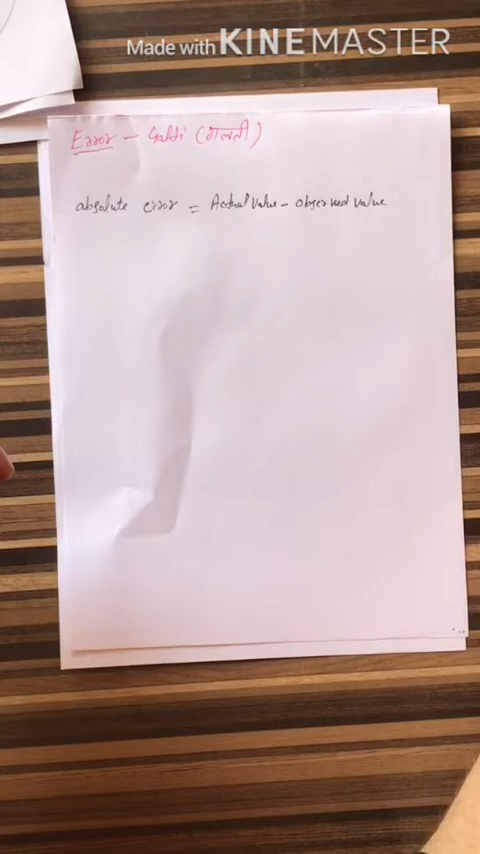 Made with KINEMASTER
Error - Galti (गलती)
absolute error = Actual value - observed value